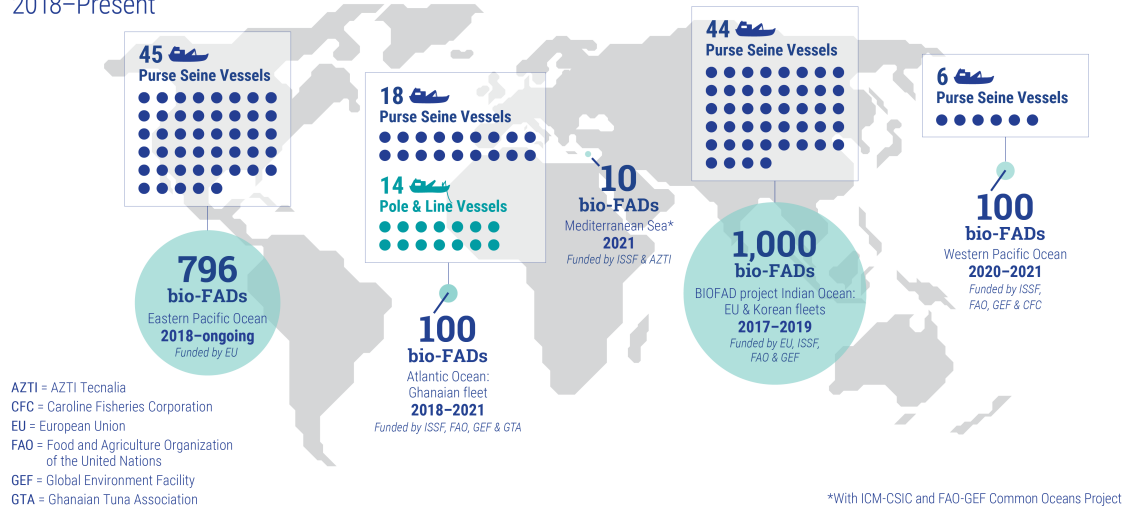 2018–Present
45
Purse Seine Vessels
796
bio-FADs
Eastern Pacific Ocean
2018–ongoing
Funded by EU
18
Purse Seine Vessels
14
Pole & Line Vessels
100
bio-FADs
Atlantic Ocean:
Ghanaian fleet
2018–2021
Funded by ISSF, FAO, GEF & GTA
10
bio-FADs
Mediterranean Sea*
2021
Funded by ISSF & AZTI
44
Purse Seine Vessels
1,000
bio-FADs
BIOFAD project Indian Ocean:
EU & Korean fleets
2017–2019
Funded by EU, ISSF,
FAO & GEF
6
Purse Seine Vessels
100
bio-FADs
Western Pacific Ocean
2020–2021
Funded by ISSF,
FAO, GEF & CFC
AZTI = AZTI Tecnalia
CFC = Caroline Fisheries Corporation
EU = European Union
FAO = Food and Agriculture Organization
of the United Nations
GEF = Global Environment Facility
GTA = Ghanaian Tuna Association
*With ICM-CSIC and FAO-GEF Common Oceans Project